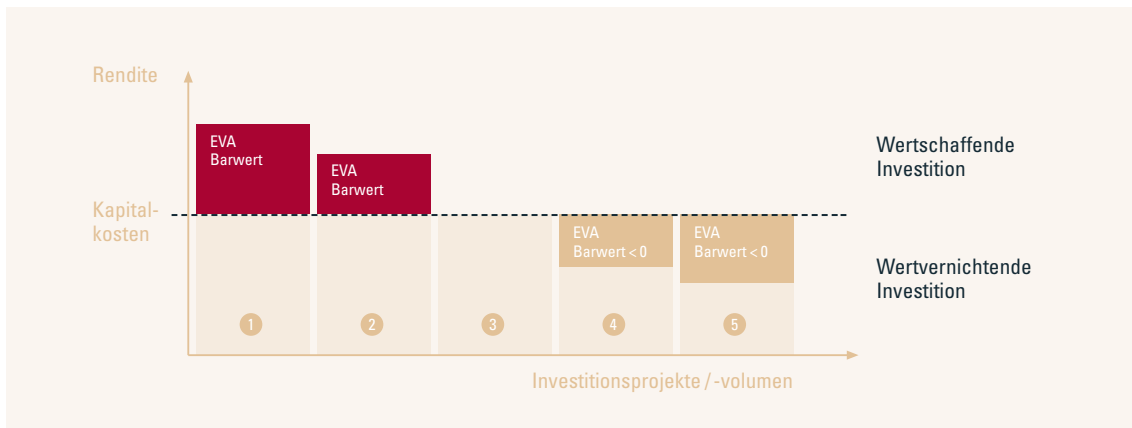 Rendite
EVA
Barwert
EVA
Barwert
Wertschaffende
Investition
Kapital-
kosten
EVA
Barwert < 0
EVA
Barwert < 0
Wertvernichtende
Investition
1
2
3
4
5
Investitionsprojekte / -volumen